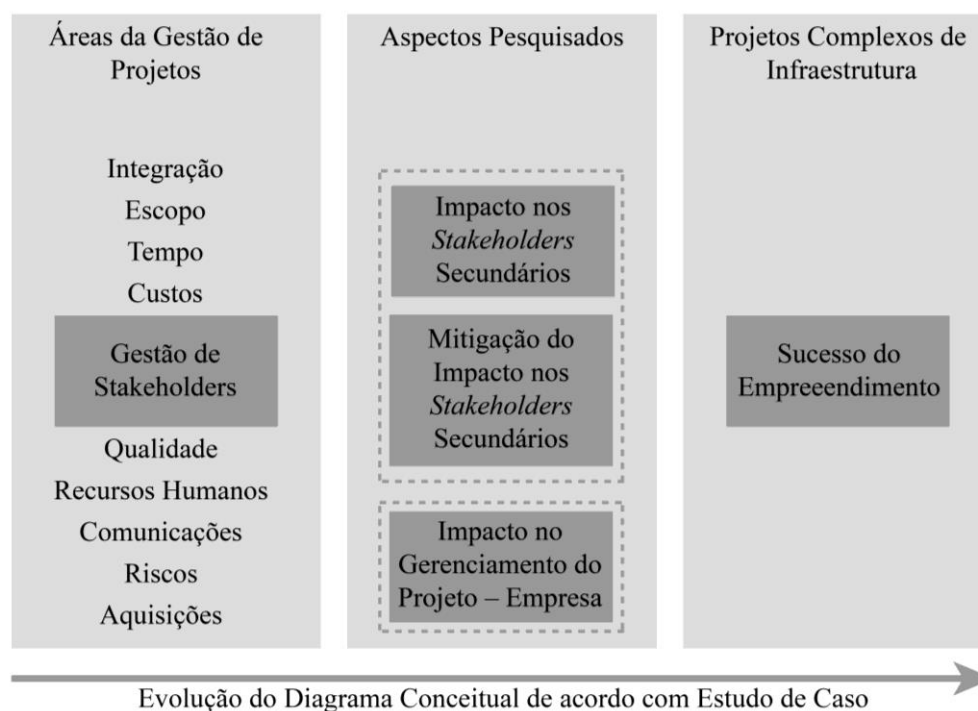 Áreas da Gestão de
Projetos
Integração
Escopo
Tempo
Custos
Gestão de
Stakeholders
Qualidade
Recursos Humanos
Comunicações
Riscos
Aquisições
Aspectos Pesquisados
Impacto nos
Stakeholders
Secundários
Mitigação do
Impacto nos
Stakeholders
Secundários
Impacto no
Gerenciamento do
Projeto – Empresa
Projetos Complexos de
Infraestrutura
Sucesso do
Empreeendimento
Evolução do Diagrama Conceitual de acordo com Estudo de Caso